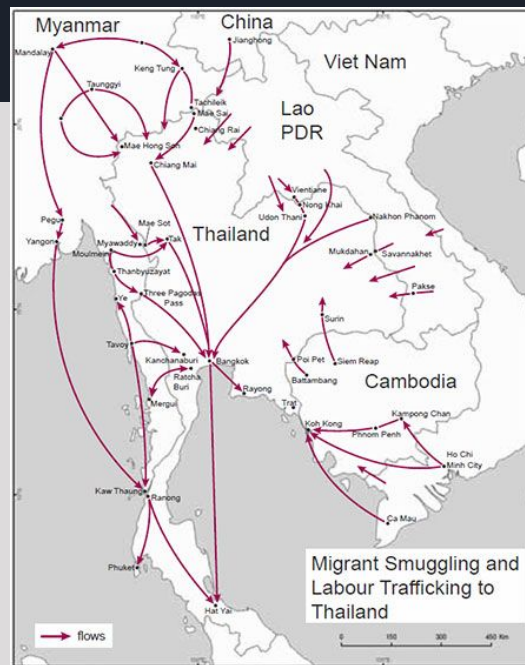 China
Myanmar
Jianghong
Mandalay
Viet Nam
Keng Tung
Taunggyi
Tachileik
Mae Sai
Lao
PDR
Chiang Rai
Mae Hong Son
Chiang Mai
Vientiane
Nong Khai
Udon Thani
Nakhon Phanom
Pegu
Yangon
Mae Sot
Myawaddy
Tak
Moulmein
Thailand
Mukdahan
Savannakhet
Thanbyuzayat
Ye
Three Pagodas
Pass
Pakse
Surin
Tavoy
Kanchanaburi
Bangkok
Poi Pet
Siem Reap
Ratcha
Buri
Battambang
Rayong
Cambodia
Mergui
Trat
Koh Kong
Kampong Chan
Phnom Penh
Ho Chi
Minh City
Kaw Thaung
Ranong
Ca Mau
Phuket
Hat Yai
Migrant Smuggling and
Labour Trafficking to
Thailand
flows
0 150 300 450 Km